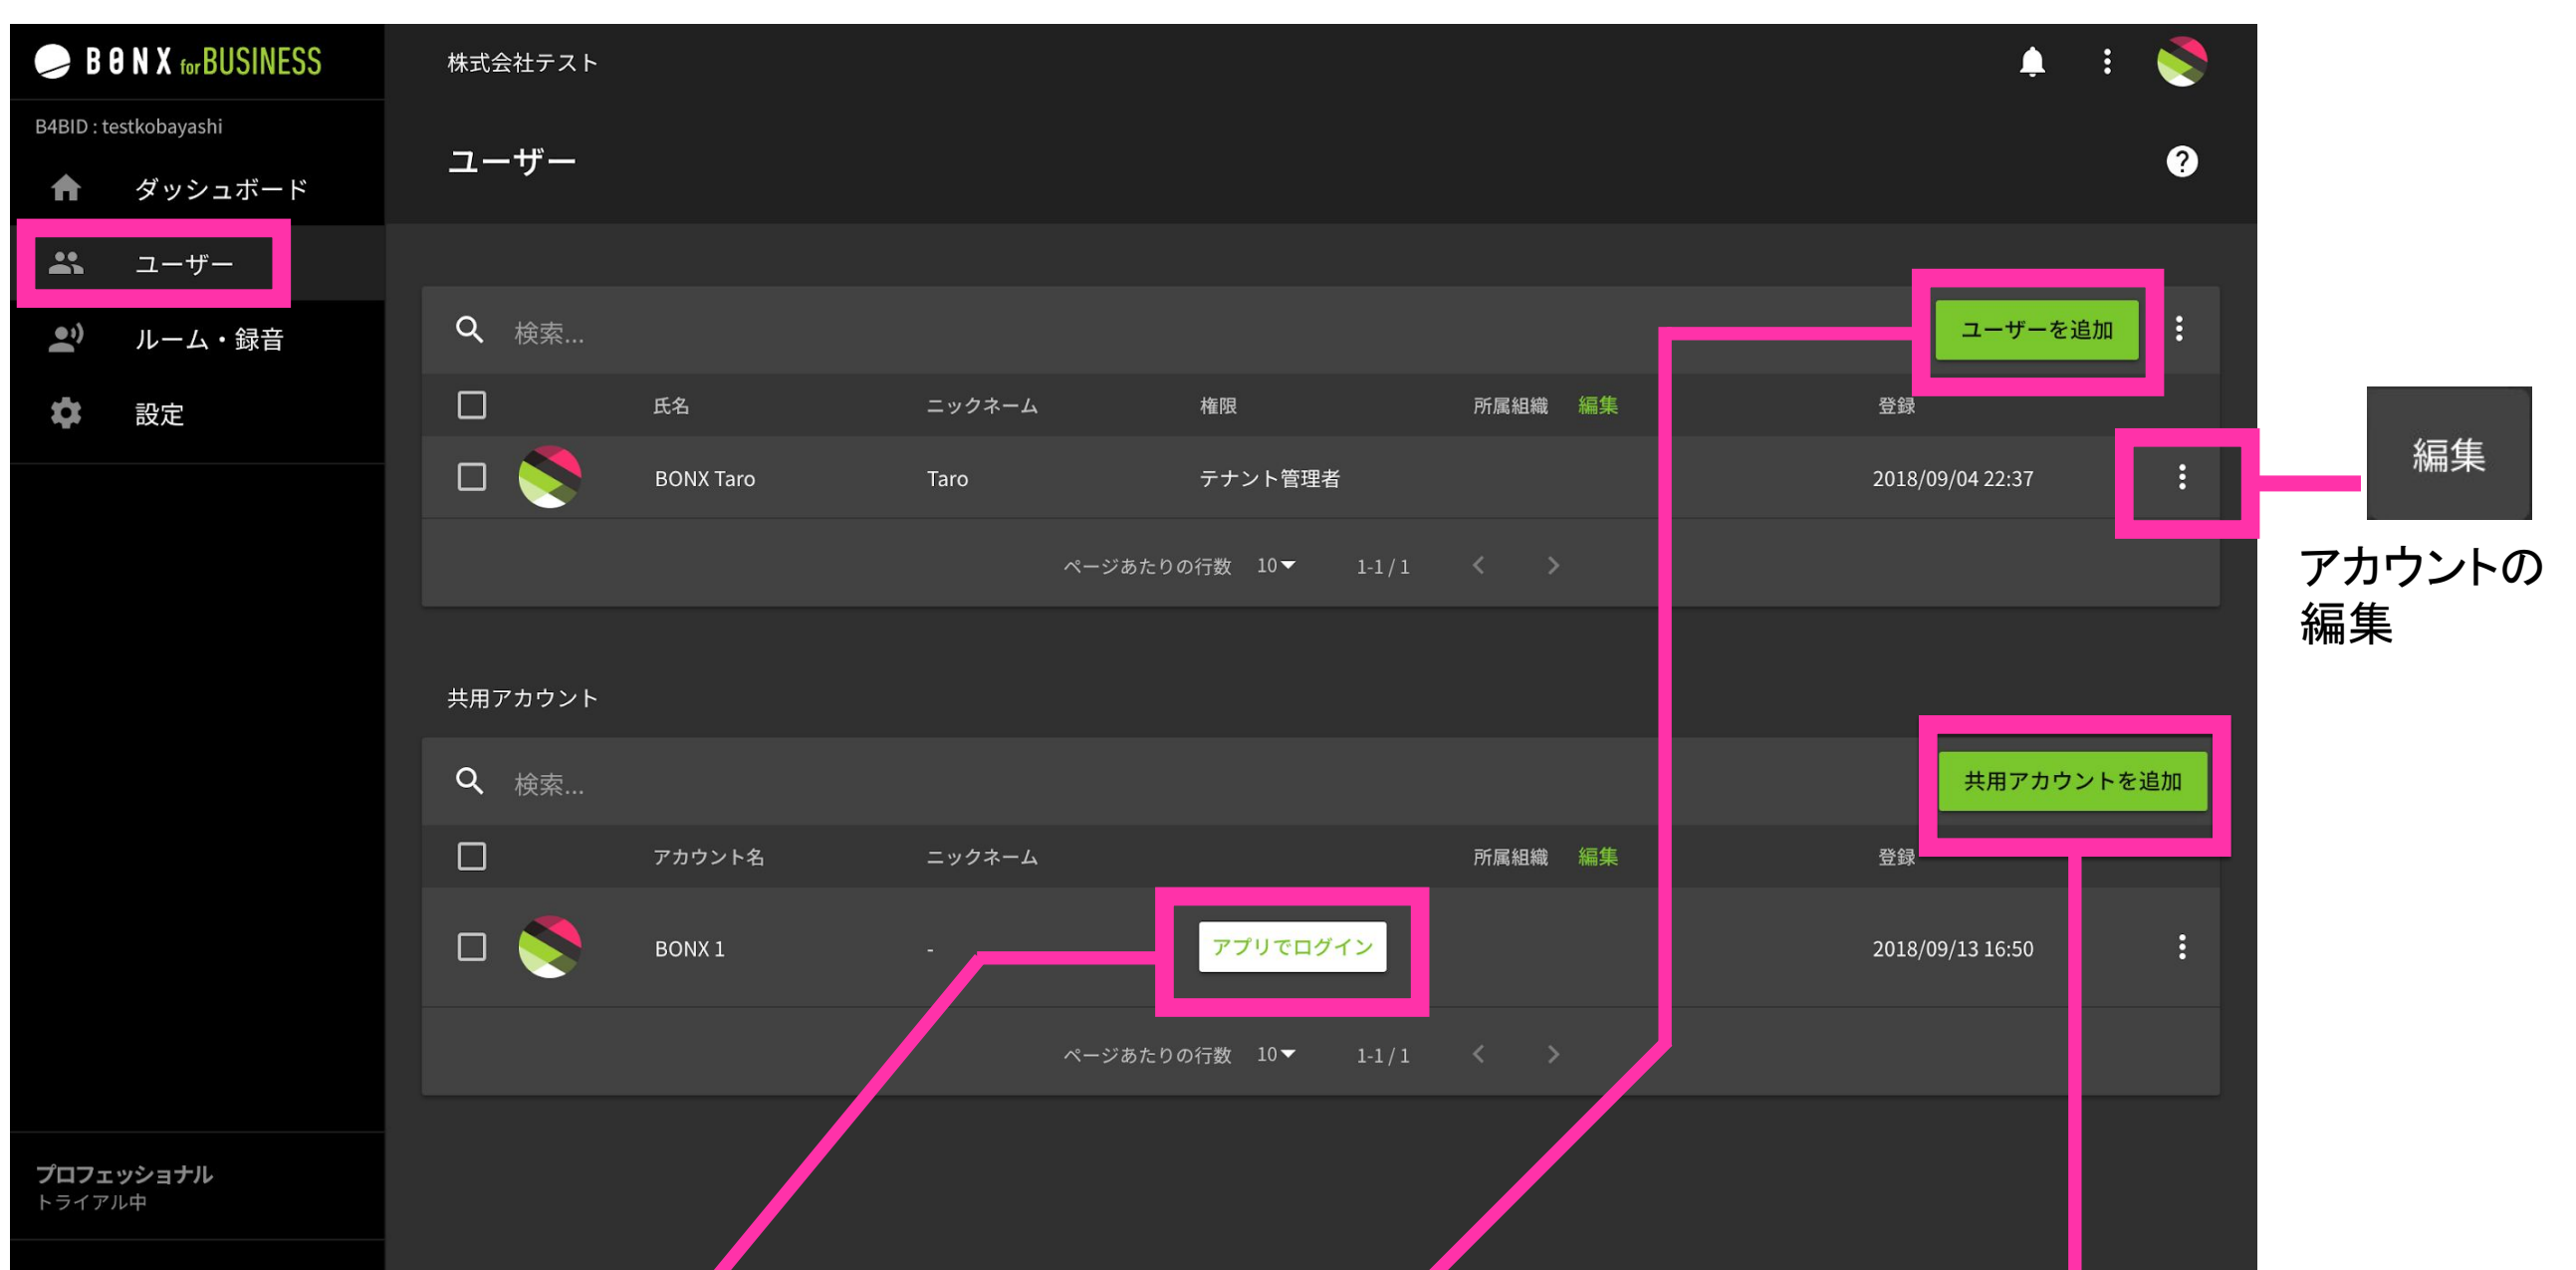 BONX for BUSINESS
株式会社テスト
B4BID : testkobayashi
ユーザー
ダッシュボード
ユーザー
ルーム・録音
設定
検索...
ユーザーを追加
氏名 ニックネーム 権限 所属組織 編集 登録
BONX Taro Taro テナント管理者 2018/09/04 22:37
編集
アカウントの
編集
ページあたりの行数 10 1-1 / 1
共用アカウント
検索...
共用アカウントを追加
アカウント名 ニックネーム 所属組織 編集 登録
BONX 1 - アプリでログイン 2018/09/13 16:50
ページあたりの行数 10 1-1 / 1
プロフェッショナル
トライアル中